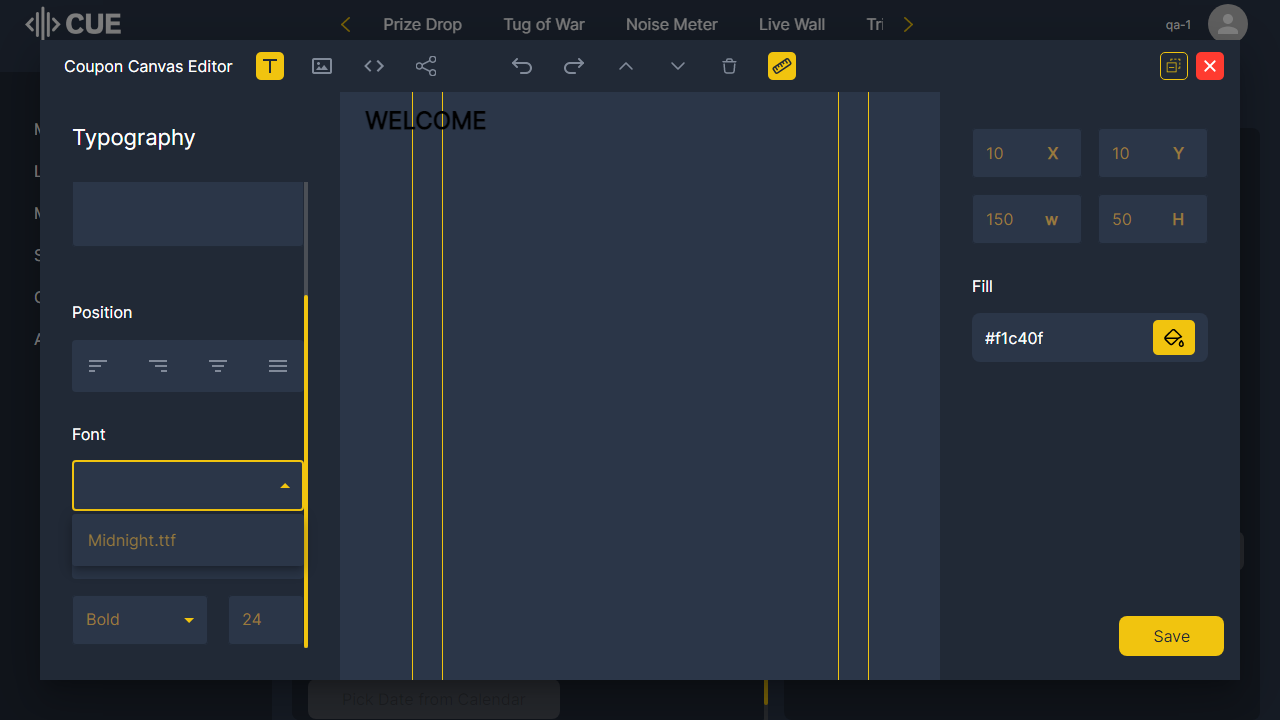 CUE
Prize Drop
Tug of War
Noise Meter
Live Wall
qa-1
Coupon Canvas Editor
Typography
WELCOME
10 X
10 Y
150 w
50 H
Position
Fill
#f1c40f
Font
Midnight.ttf
Bold
24
Save
Pick Date from Calendar